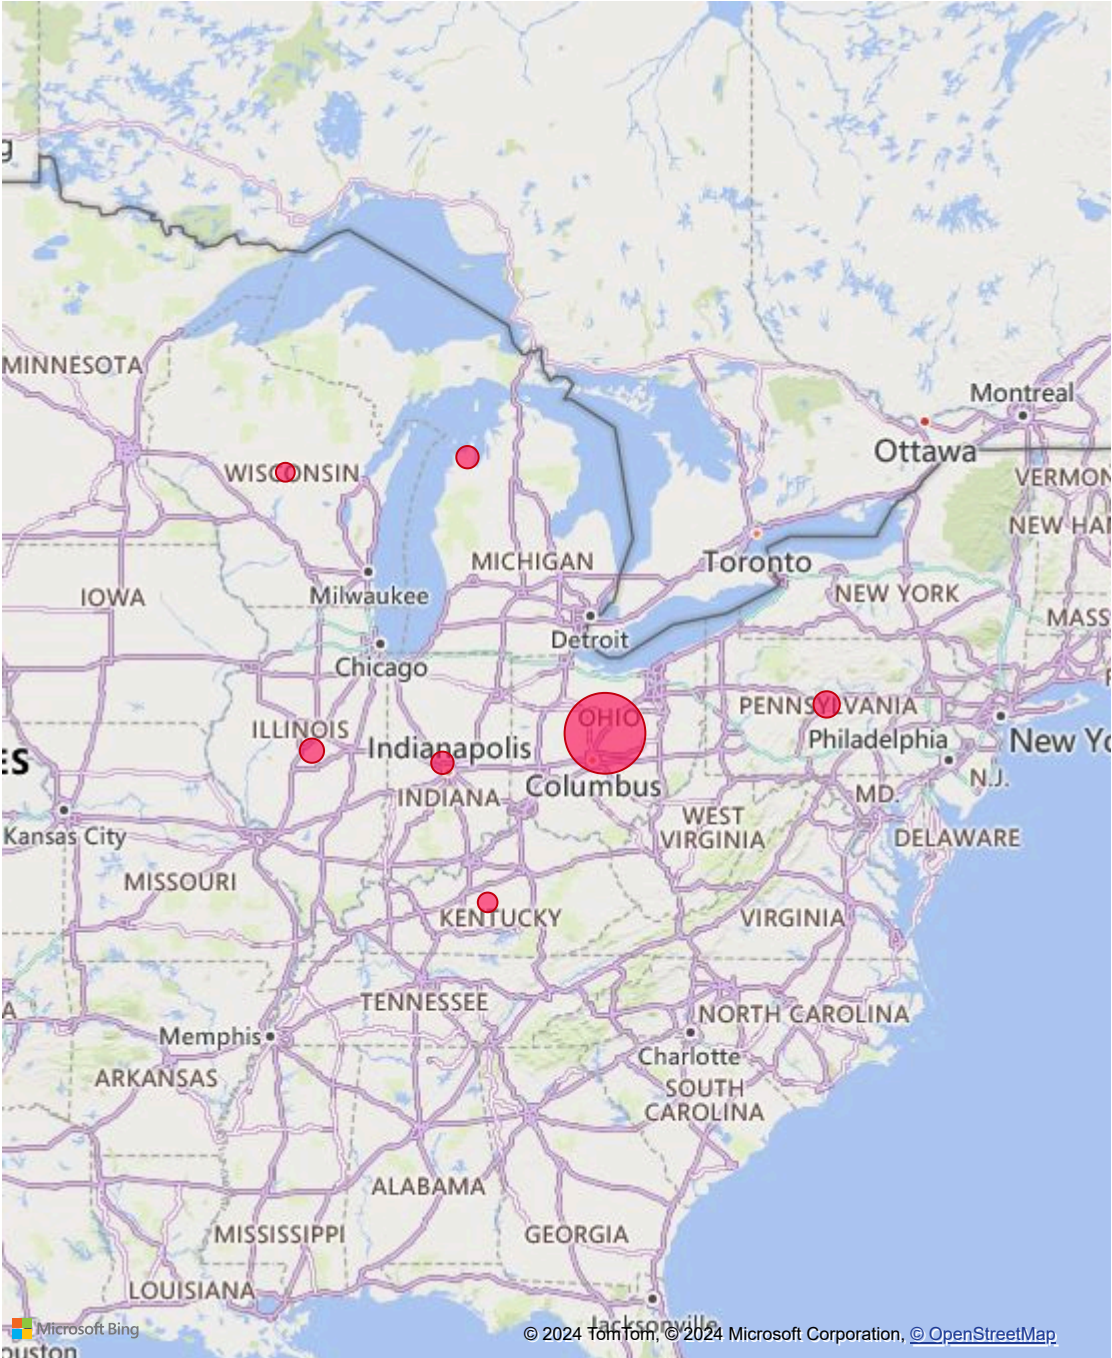 g
MINNESOTA
Montreal
Ottawa
WISCONSIN
VERMON
NEW HAI
MICHIGAN
Toronto
IOWA
Milwaukee
NEW YORK
MASS
Detroit
Chicago
PENNSYLVANIA
OHIO
ILLINOIS
Indianapolis
Philadelphia
New Yo
ES
Columbus
N.J.
INDIANA
MD.
Kansas City
WEST
VIRGINIA
DELAWARE
MISSOURI
KENTUCKY
VIRGINIA
TENNESSEE
A
NORTH CAROLINA
Memphis
Charlotte
ARKANSAS
SOUTH
CAROLINA
ALABAMA
MISSISSIPPI
GEORGIA
LOUISIANA
Jacksonville
Microsoft Bing
© 2024 TomTom, © 2024 Microsoft Corporation, © OpenStreetMap
ouston